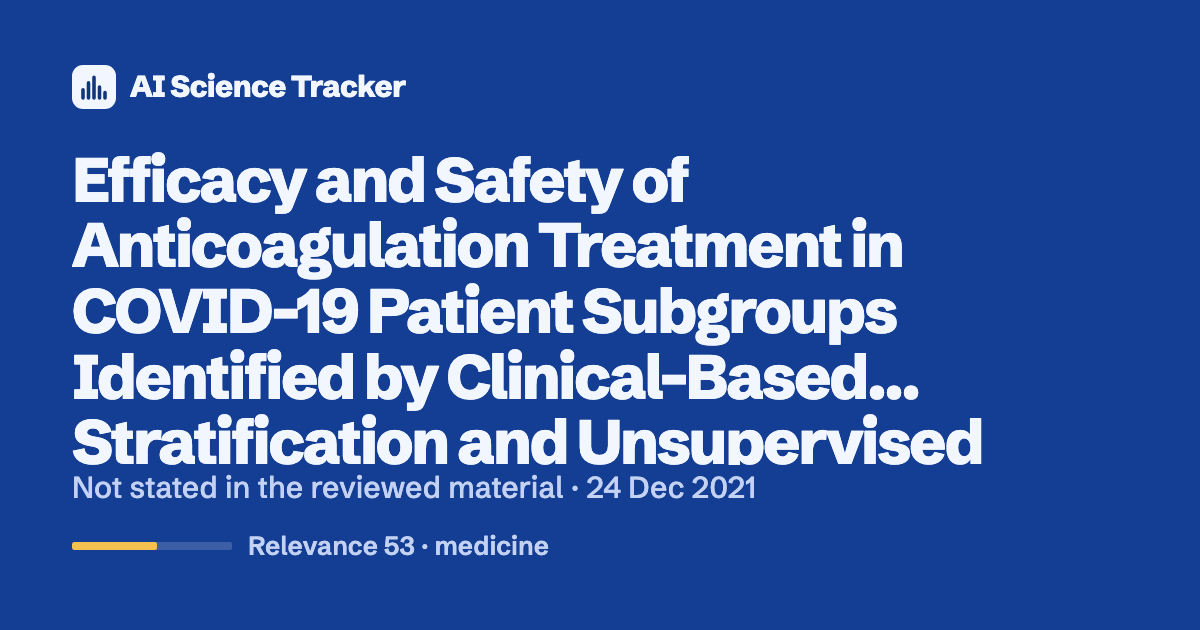 AI Science Tracker
Efficacy and Safety of
Anticoagulation Treatment in
COVID-19 Patient Subgroups
Identified by Clinical-Based...
Stratification and Unsupervised
Not stated in the reviewed material · 24 Dec 2021
Relevance 53 · medicine